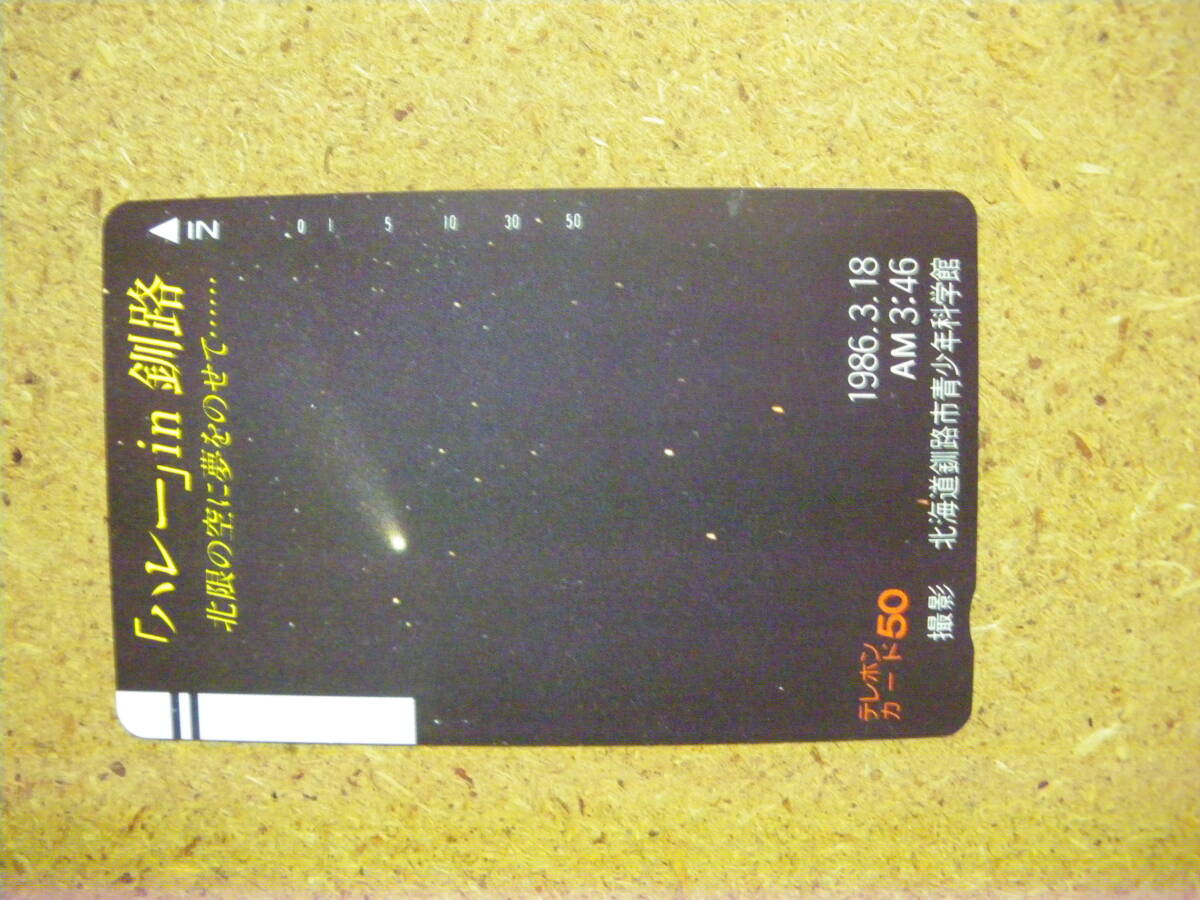 「ハレー」in 釧路
北限の空に夢をのせて……
IN
0 1 5 10 30 50
1986.3.18
AM 3:46
テレホン
カード50
撮影 北海道釧路市青少年科学館